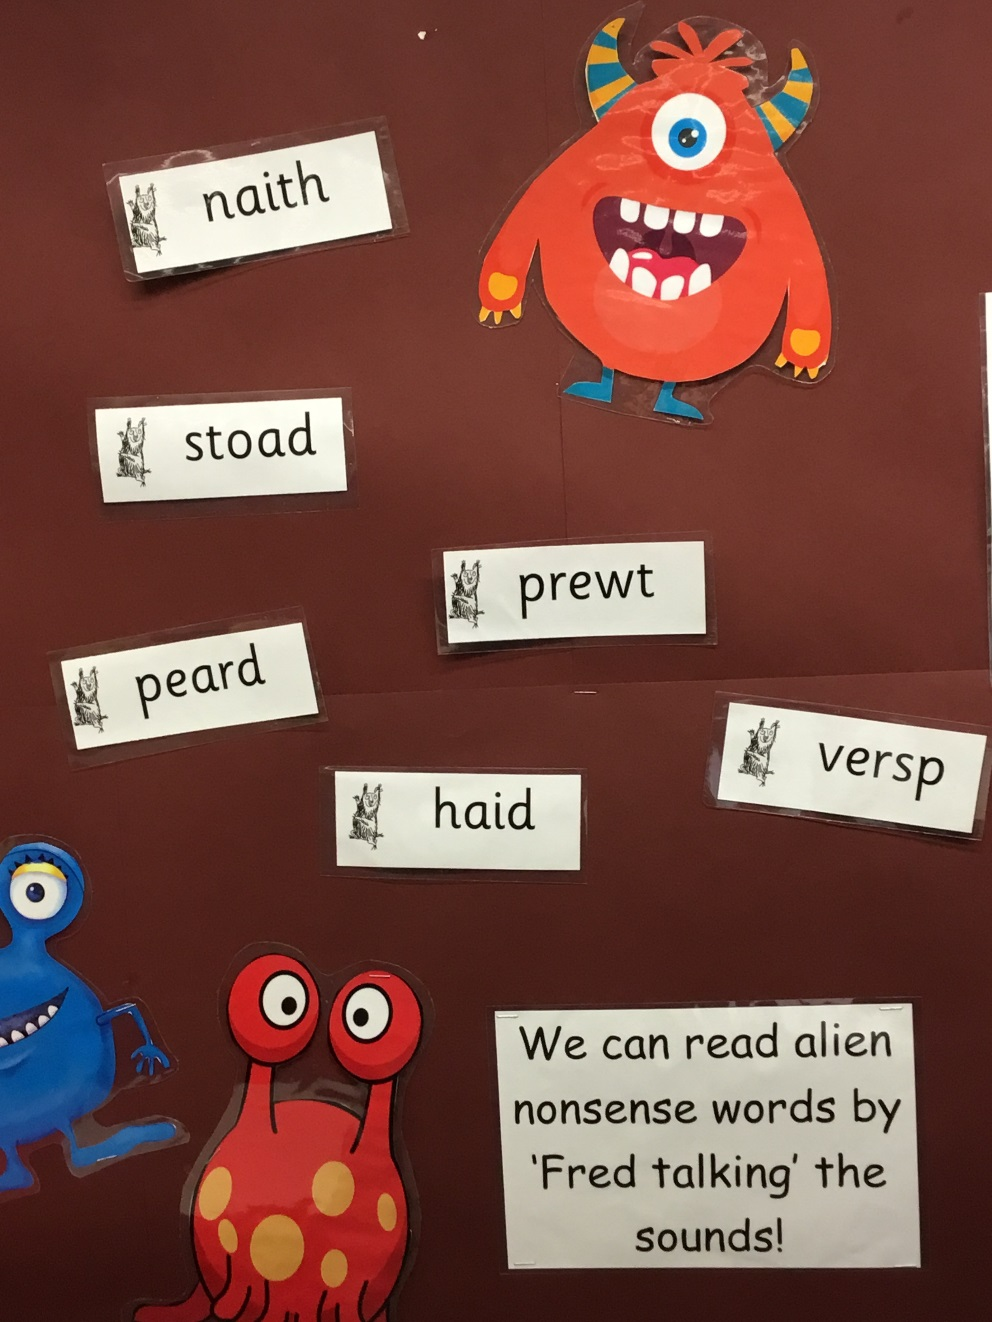 naith
stoad
prewt
peard
versp
haid
We can read alien
nonsense words by
‘Fred talking’ the
sounds!